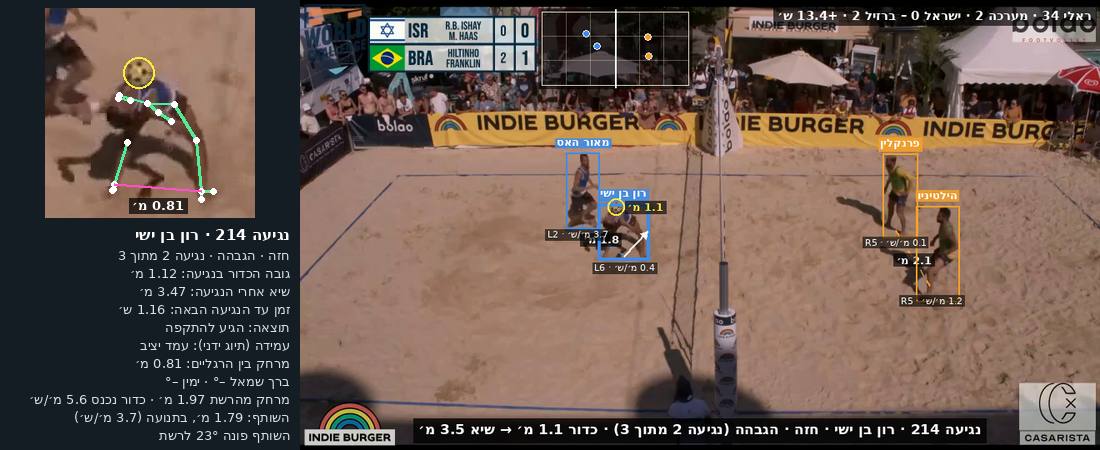 0.81 מ׳
נגיעה 214 · רון בן ישי
חזה · הגבהה · נגיעה 2 מתוך 3
גובה הכדור בנגיעה: 1.12 מ׳
שיא אחרי הנגיעה: 3.47 מ׳
זמן עד הנגיעה הבאה: 1.16 ש׳
תוצאה: הגיע להתקפה
עמידה (תיוג ידני): עמד יציב
מרחק בין הרגליים: 0.81 מ׳
ברך שמאל –° · ימין –°
מרחק מהרשת 1.97 מ׳ · כדור נכנס 5.6 מ׳/ש׳
השותף: 1.79 מ׳, בתנועה (3.7 מ׳/ש׳)
השותף פונה 23° לרשת
ראלי 34 · מערכה 2 · ישראל 0 – ברזיל 2 · +13.4 ש׳
WORLD
ISR R.B. ISHAY M. HAAS 0 0
BRA HILTINHO FRANKLIN 2 1
INDIE BURGER
bolao
FOOTVOLLEY
bolao
INDIE BURGER
INDIE BURGER
INDIE BURGER
CASARISTA
bolao
מאור האס
רון בן ישי
1.1 מ׳
L2 · 3.7 מ׳/ש׳
1.8
L6 · 0.4 מ׳/ש׳
פרנקלין
הילטיניו
R5 · 0.1 מ׳/ש׳
2.1 מ׳
R5 · 1.2 מ׳/ש׳
INDIE BURGER
CASARISTA
נגיעה 214 · רון בן ישי · חזה · הגבהה (נגיעה 2 מתוך 3) · כדור 1.1 מ׳ → שיא 3.5 מ׳